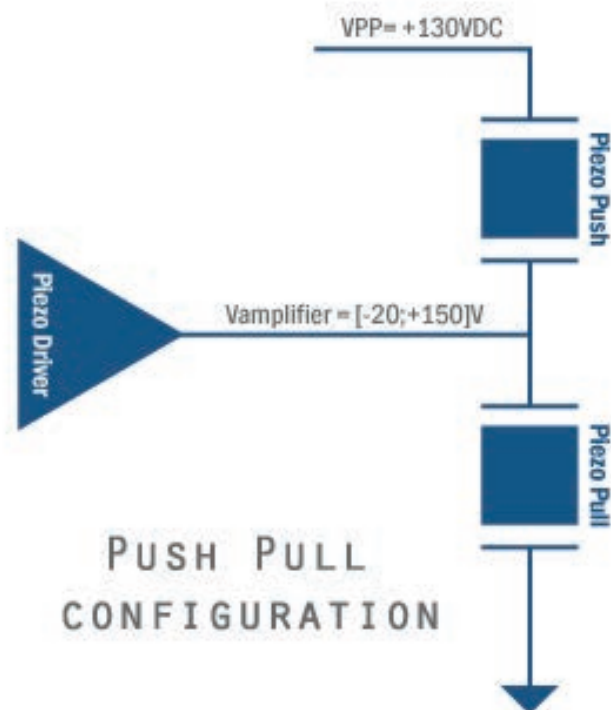 VPP= +130VDC
Piezo Push
Piezo Driver
Vamplifier = [-20;+150]V
Piezo Pull
PUSH PULL
CONFIGURATION